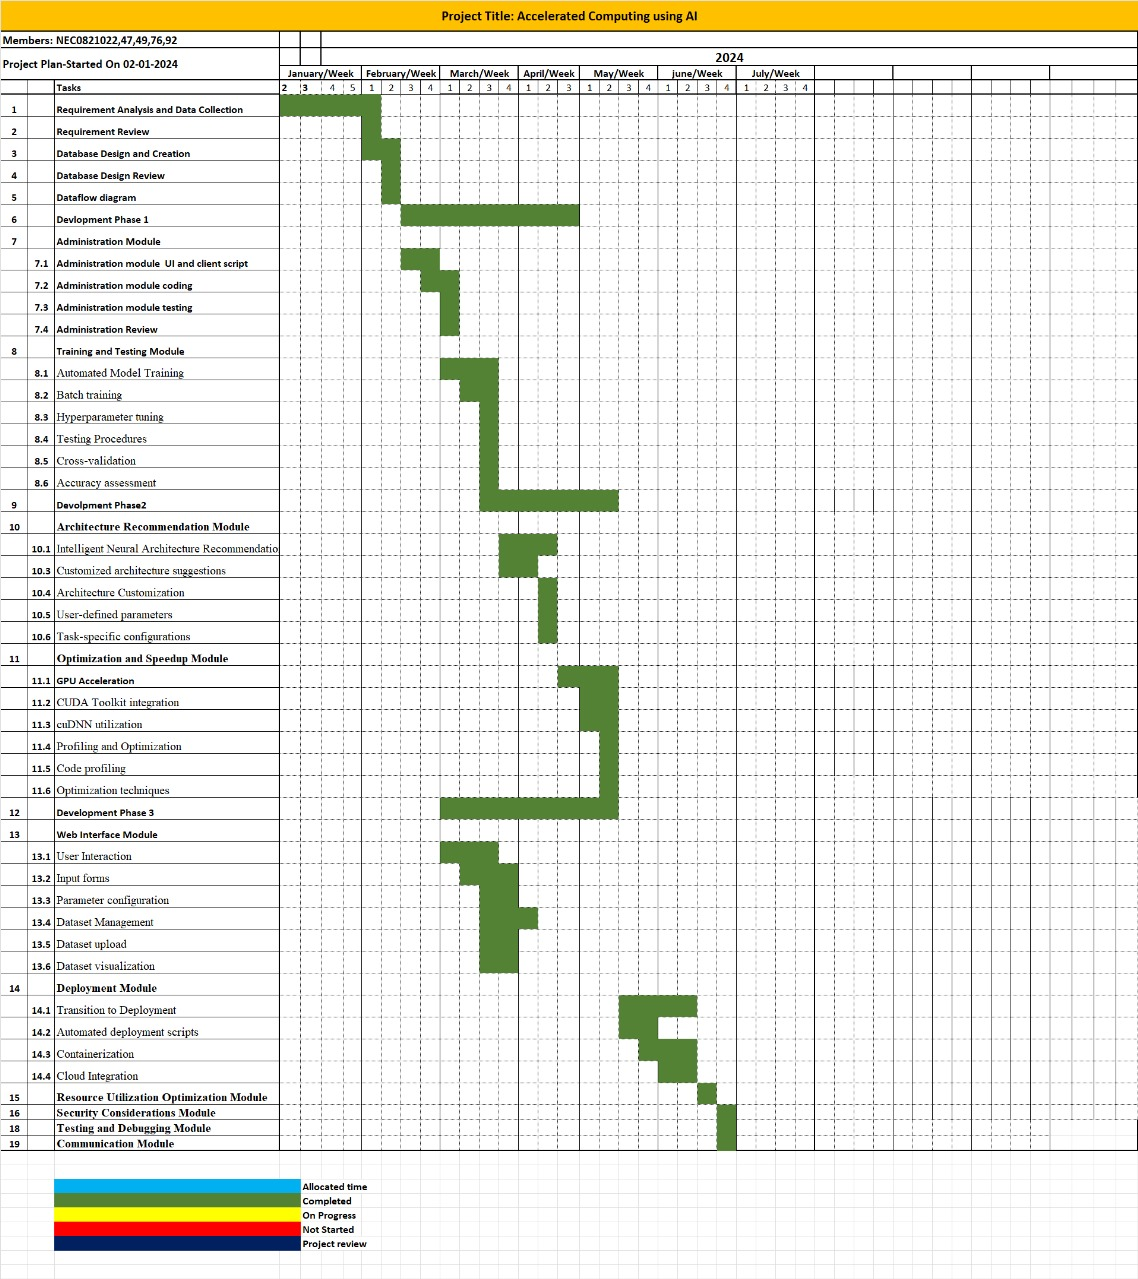 Project Title: Accelerated Computing using AI
Members: NEC0821022,47,49,76,92
Project Plan-Started On 02-01-2024
2024
January/Week February/Week March/Week April/Week May/Week june/Week July/Week
Tasks 2 3 4 5 1 2 3 4 1 2 3 4 1 2 3 1 2 3 4 1 2 3 4 1 2 3 4
1 Requirement Analysis and Data Collection
2 Requirement Review
3 Database Design and Creation
4 Database Design Review
5 Dataflow diagram
6 Devlopment Phase 1
7 Administration Module
7.1 Administration module UI and client script
7.2 Administration module coding
7.3 Administration module testing
7.4 Administration Review
8 Training and Testing Module
8.1 Automated Model Training
8.2 Batch training
8.3 Hyperparameter tuning
8.4 Testing Procedures
8.5 Cross-validation
8.6 Accuracy assessment
9 Devolpment Phase2
10 Architecture Recommendation Module
10.1 Intelligent Neural Architecture Recommendatio
10.3 Customized architecture suggestions
10.4 Architecture Customization
10.5 User-defined parameters
10.6 Task-specific configurations
11 Optimization and Speedup Module
11.1 GPU Acceleration
11.2 CUDA Toolkit integration
11.3 cuDNN utilization
11.4 Profiling and Optimization
11.5 Code profiling
11.6 Optimization techniques
12 Development Phase 3
13 Web Interface Module
13.1 User Interaction
13.2 Input forms
13.3 Parameter configuration
13.4 Dataset Management
13.5 Dataset upload
13.6 Dataset visualization
14 Deployment Module
14.1 Transition to Deployment
14.2 Automated deployment scripts
14.3 Containerization
14.4 Cloud Integration
15 Resource Utilization Optimization Module
16 Security Considerations Module
18 Testing and Debugging Module
19 Communication Module
Allocated time
Completed
On Progress
Not Started
Project review